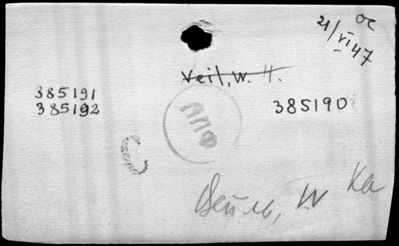 ОС
21/VI 47
Veil, W. H.
385191
385192
385190
ППФ
Вейль, W Ка